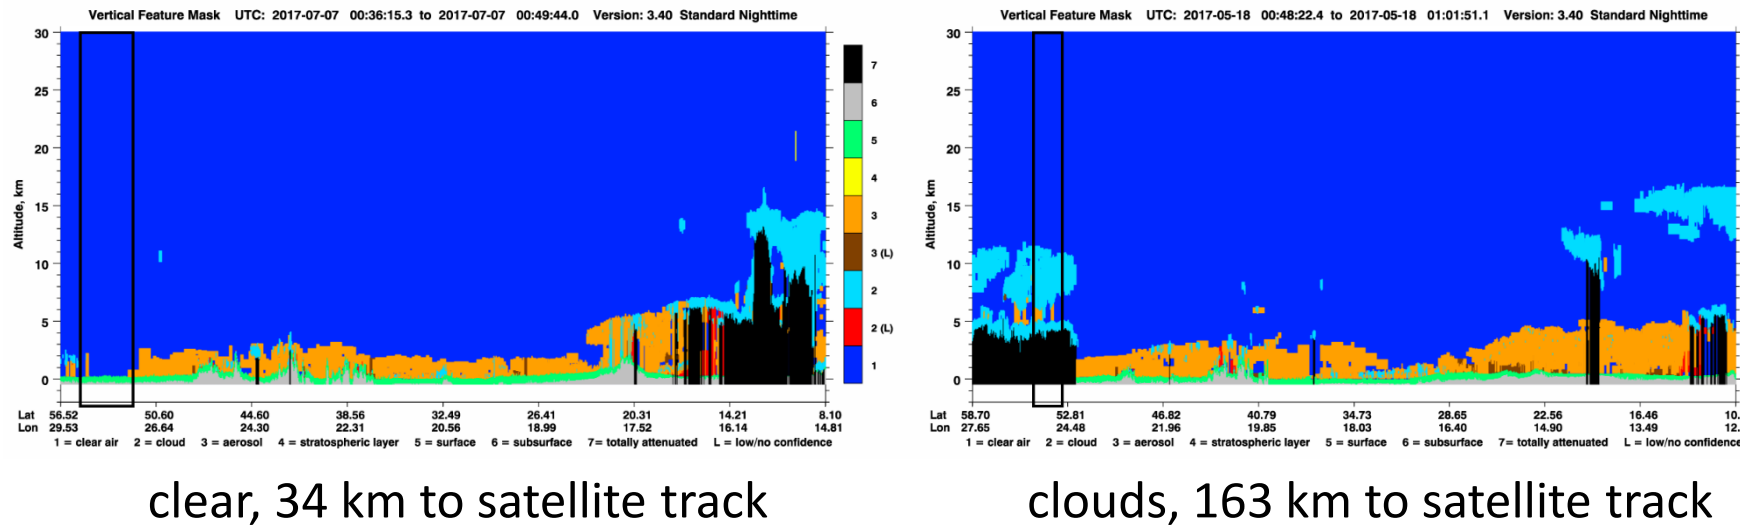 Vertical Feature Mask UTC: 2017-07-07 00:36:15.3 to 2017-07-07 00:49:44.0 Version: 3.40 Standard Nighttime
30
25
20
15
10
5
0
Altitude, km
7
6
5
4
3
3 (L)
2
2 (L)
1
Lat 56.52 50.60 44.60 38.56 32.49 26.41 20.31 14.21 8.10
Lon 29.53 26.64 24.30 22.31 20.56 18.99 17.52 16.14 14.81
1 = clear air 2 = cloud 3 = aerosol 4 = stratospheric layer 5 = surface 6 = subsurface 7= totally attenuated L = low/no confidence
clear, 34 km to satellite track
Vertical Feature Mask UTC: 2017-05-18 00:48:22.4 to 2017-05-18 01:01:51.1 Version: 3.40 Standard Nighttime
30
25
20
15
10
5
0
Altitude, km
Lat 58.70 52.81 46.82 40.79 34.73 28.65 22.56 16.46 10.
Lon 27.65 24.48 21.96 19.85 18.03 16.40 14.90 13.49 12.
1 = clear air 2 = cloud 3 = aerosol 4 = stratospheric layer 5 = surface 6 = subsurface 7= totally attenuated L = low/no confidence
clouds, 163 km to satellite track